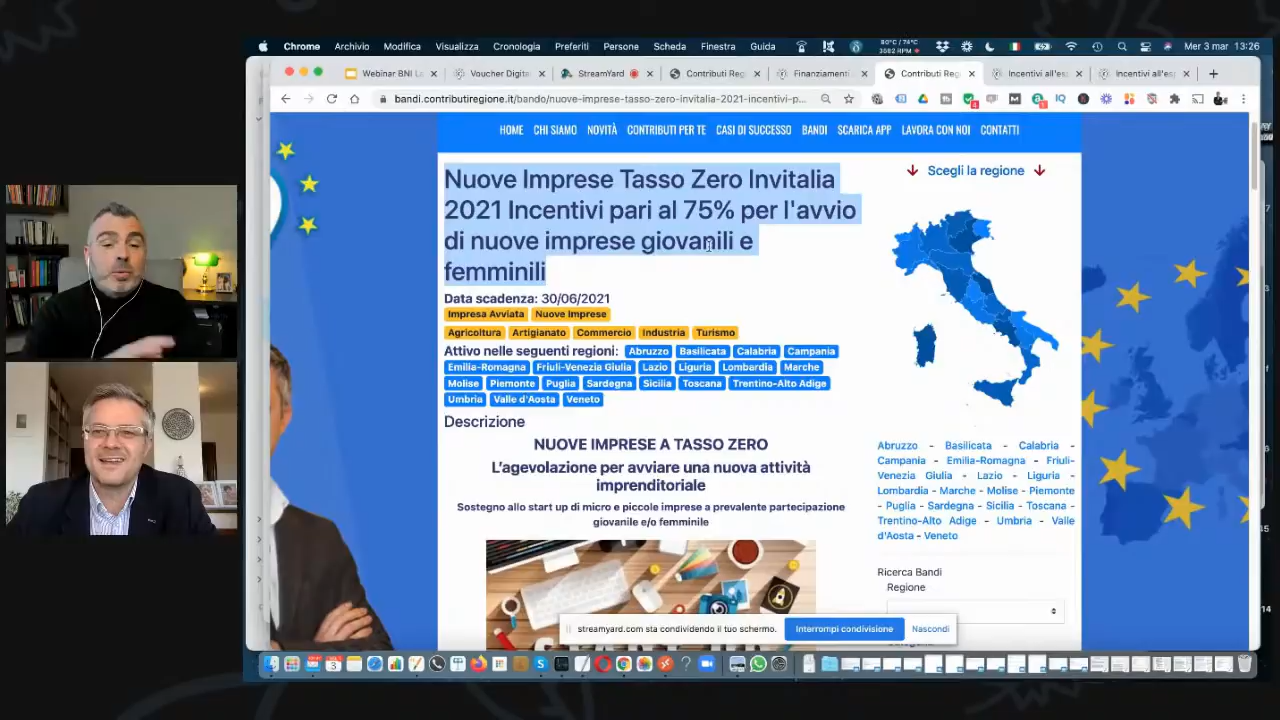 Chrome Archivio Modifica Visualizza Cronologia Preferiti Persone Scheda Finestra Guida
Mer 3 mar 13:26
Webinar BNI L
Voucher Digita
StreamYard
Contributi Reg
Finanziamenti
Contributi Reg
Incentivi all'es
Incentivi all'es
bandi.contributiregione.it/bando/nuove-imprese-tasso-zero-invitalia-2021-incentivi-p...
HOME CHI SIAMO NOVITÀ CONTRIBUTI PER TE CASI DI SUCCESSO BANDI SCARICA APP LAVORA CON NOI CONTATTI
Nuove Imprese Tasso Zero Invitalia
2021 Incentivi pari al 75% per l'avvio
di nuove imprese giovanili e
femminili
Data scadenza: 30/06/2021
Impresa Avviata Nuove Imprese
Agricoltura Artigianato Commercio Industria Turismo
Attivo nelle seguenti regioni: Abruzzo Basilicata Calabria Campania
Emilia-Romagna Friuli-Venezia Giulia Lazio Liguria Lombardia Marche
Molise Piemonte Puglia Sardegna Sicilia Toscana Trentino-Alto Adige
Umbria Valle d'Aosta Veneto
Descrizione
NUOVE IMPRESE A TASSO ZERO
L'agevolazione per avviare una nuova attività
imprenditoriale
Sostegno allo start up di micro e piccole imprese a prevalente partecipazione
giovanile e/o femminile
Scegli la regione
Abruzzo - Basilicata - Calabria -
Campania - Emilia-Romagna - Friuli-
Venezia Giulia - Lazio - Liguria -
Lombardia - Marche - Molise - Piemonte
- Puglia - Sardegna - Sicilia - Toscana -
Trentino-Alto Adige - Umbria - Valle
d'Aosta - Veneto
Ricerca Bandi
Regione
streamyard.com sta condividendo il tuo schermo.
Interrompi condivisione
Nascondi